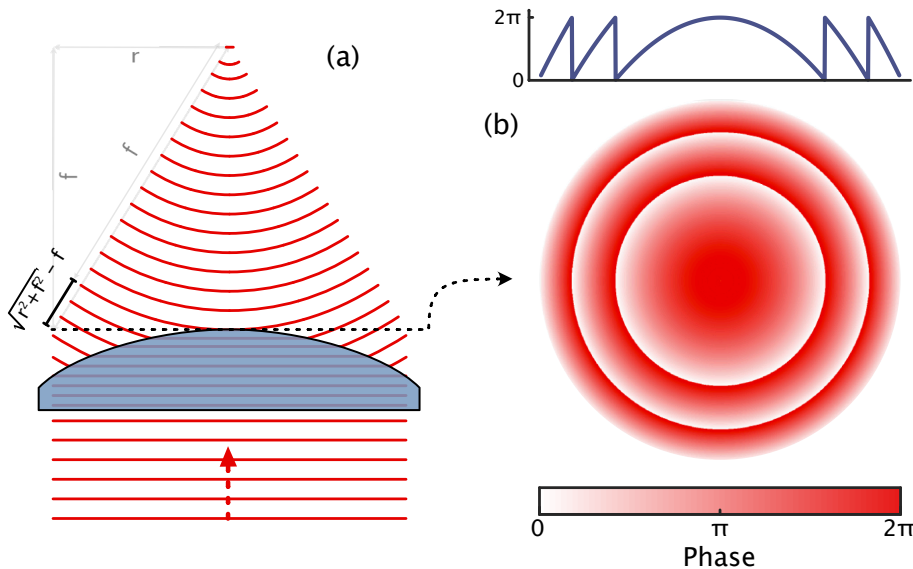 (a)
r
f
f
√r²+f² - f
2π
0
(b)
0 π 2π
Phase